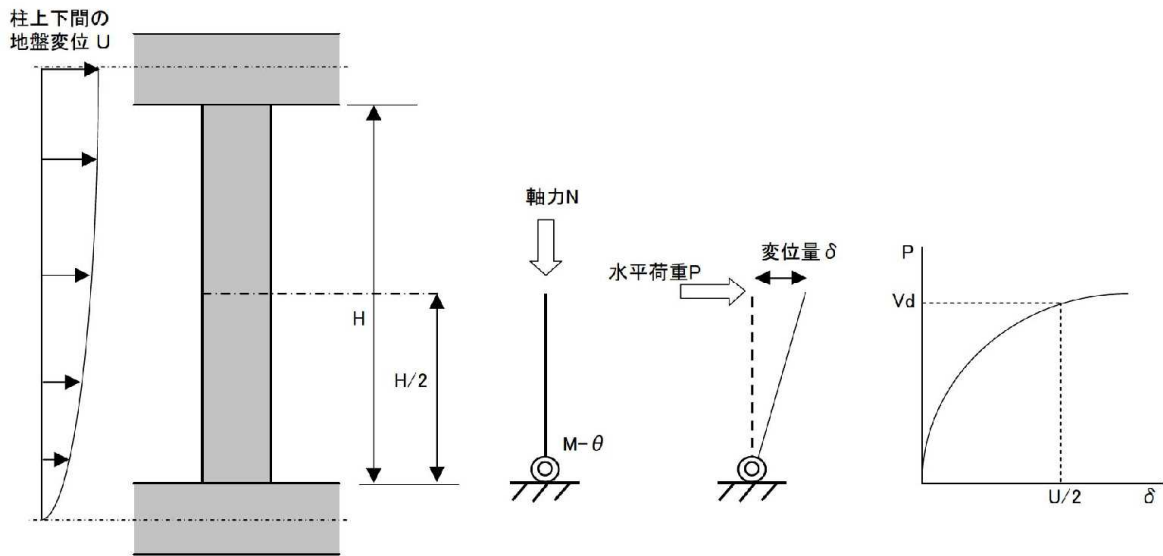 柱上下間の
地盤変位 U
H
H/2
軸力N
M-θ
水平荷重P
変位量δ
P
Vd
U/2
δ